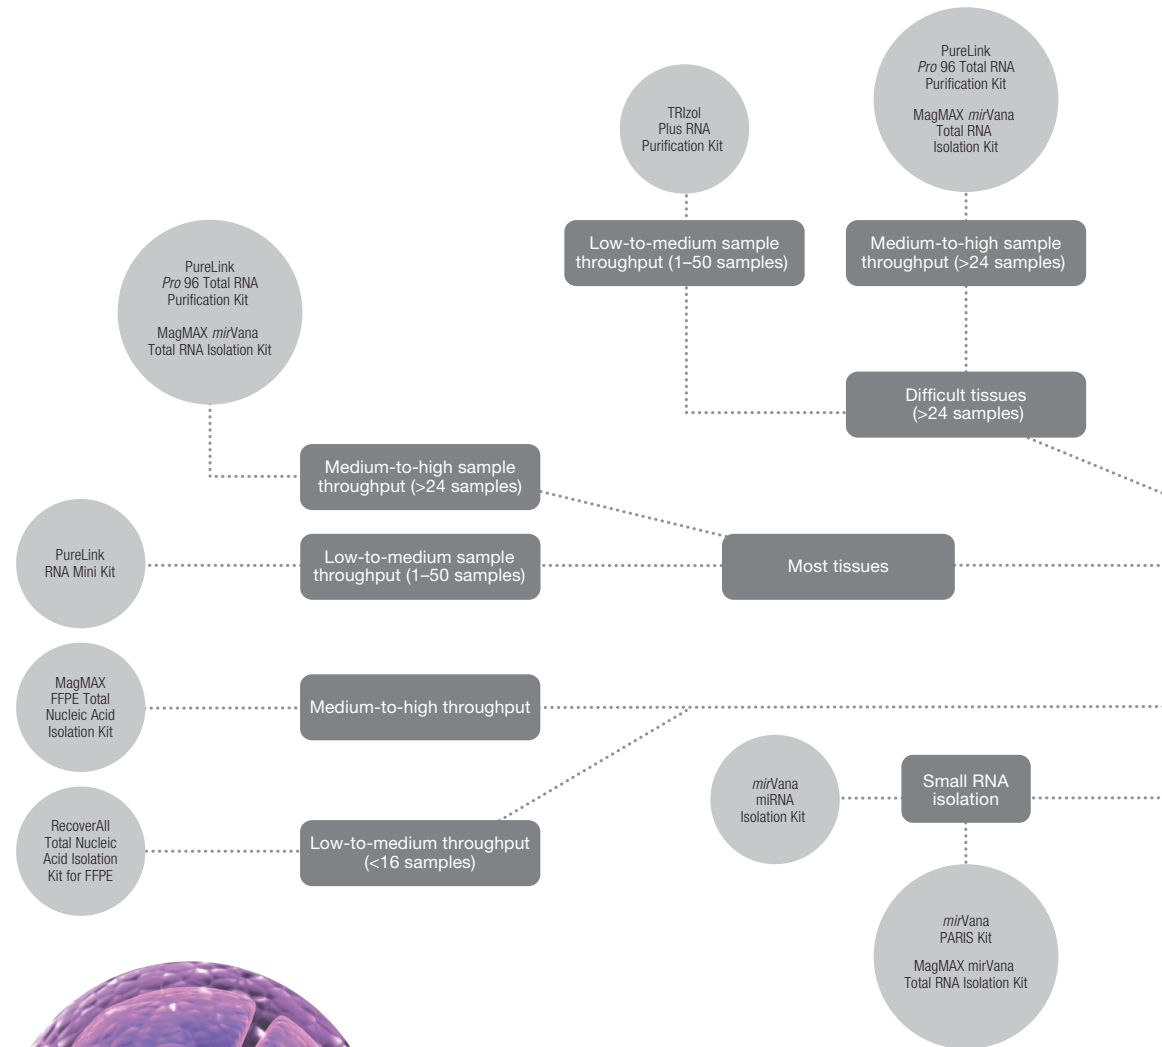 PureLink
Pro 96 Total RNA
Purification Kit
MagMAX mirVana
Total RNA
Isolation Kit
TRIzol
Plus RNA
Purification Kit
Low-to-medium sample
throughput (1–50 samples)
Medium-to-high sample
throughput (>24 samples)
PureLink
Pro 96 Total RNA
Purification Kit
MagMAX mirVana
Total RNA Isolation Kit
Difficult tissues
(>24 samples)
Medium-to-high sample
throughput (>24 samples)
PureLink
RNA Mini Kit
Low-to-medium sample
throughput (1–50 samples)
Most tissues
MagMAX
FFPE Total
Nucleic Acid
Isolation Kit
Medium-to-high throughput
mirVana
miRNA
Isolation Kit
Small RNA
isolation
RecoverAll
Total Nucleic
Acid Isolation
Kit for FFPE
Low-to-medium throughput
(<16 samples)
mirVana
PARIS Kit
MagMAX mirVana
Total RNA Isolation Kit